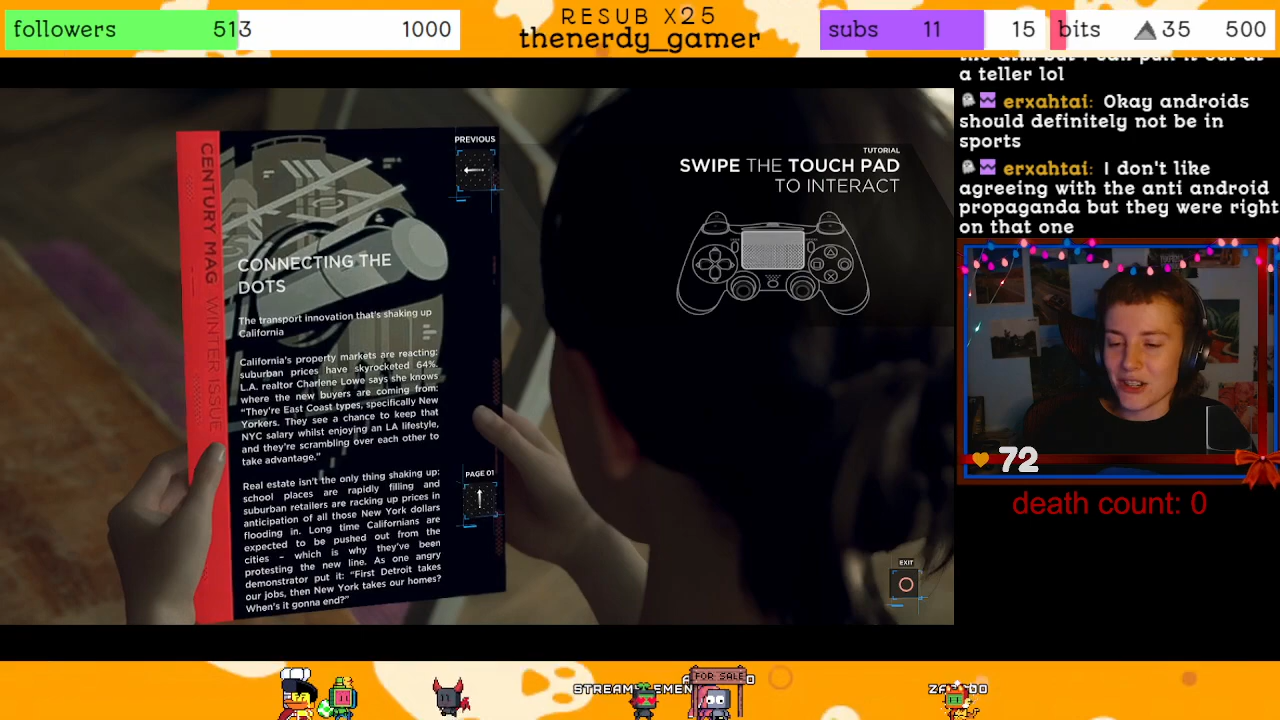 followers 513 1000
RESUB X25
thenerdy_gamer
subs 11 15
bits 35 500
a teller lol
erxahtai: Okay androids
should definitely not be in
sports
erxahtai: I don't like
agreeing with the anti android
propaganda but they were right
on that one
72
death count: 0
CENTURY MAG WINTER ISSUE
PREVIOUS
CONNECTING THE
DOTS
The transport innovation that's shaking up
California
California's property markets are reacting:
suburban prices have skyrocketed 64%.
L.A. realtor Charlene Lowe says she knows
where the new buyers are coming from:
"They're East Coast types, specifically New
Yorkers. They see a chance to keep that
NYC salary whilst enjoying an LA lifestyle,
and they're scrambling over each other to
take advantage."
Real estate isn't the only thing shaking up:
school places are rapidly filling and
suburban retailers are racking up prices in
anticipation of all those New York dollars
flooding in. Long time Californians are
expected to be pushed out from the
cities – which is why they've been
protesting the new line. As one angry
demonstrator put it: "First Detroit takes
our jobs, then New York takes our homes?
When's it gonna end?"
PAGE 01
TUTORIAL
SWIPE THE TOUCH PAD
TO INTERACT
EXIT
FOR SALE